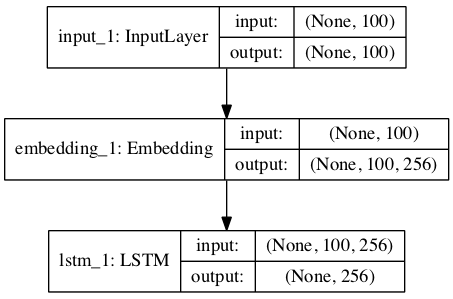 input_1: InputLayer
input: (None, 100)
output: (None, 100)
embedding_1: Embedding
input: (None, 100)
output: (None, 100, 256)
lstm_1: LSTM
input: (None, 100, 256)
output: (None, 256)